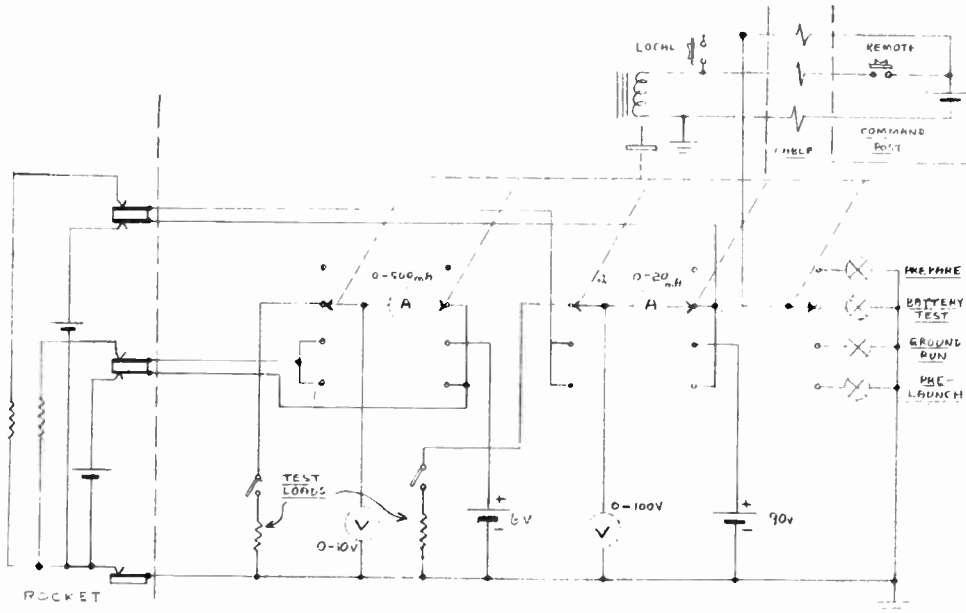 LOCAL
REMOTE
CABLE
COMMAND
POST
0-500mA
A
0-20mA
A
PREPARE
BATTERY
TEST
GROUND
RUN
PRE-
LAUNCH
TEST
LOADS
V
0-10V
+
6V
-
V
0-100V
+
90V
-
ROCKET